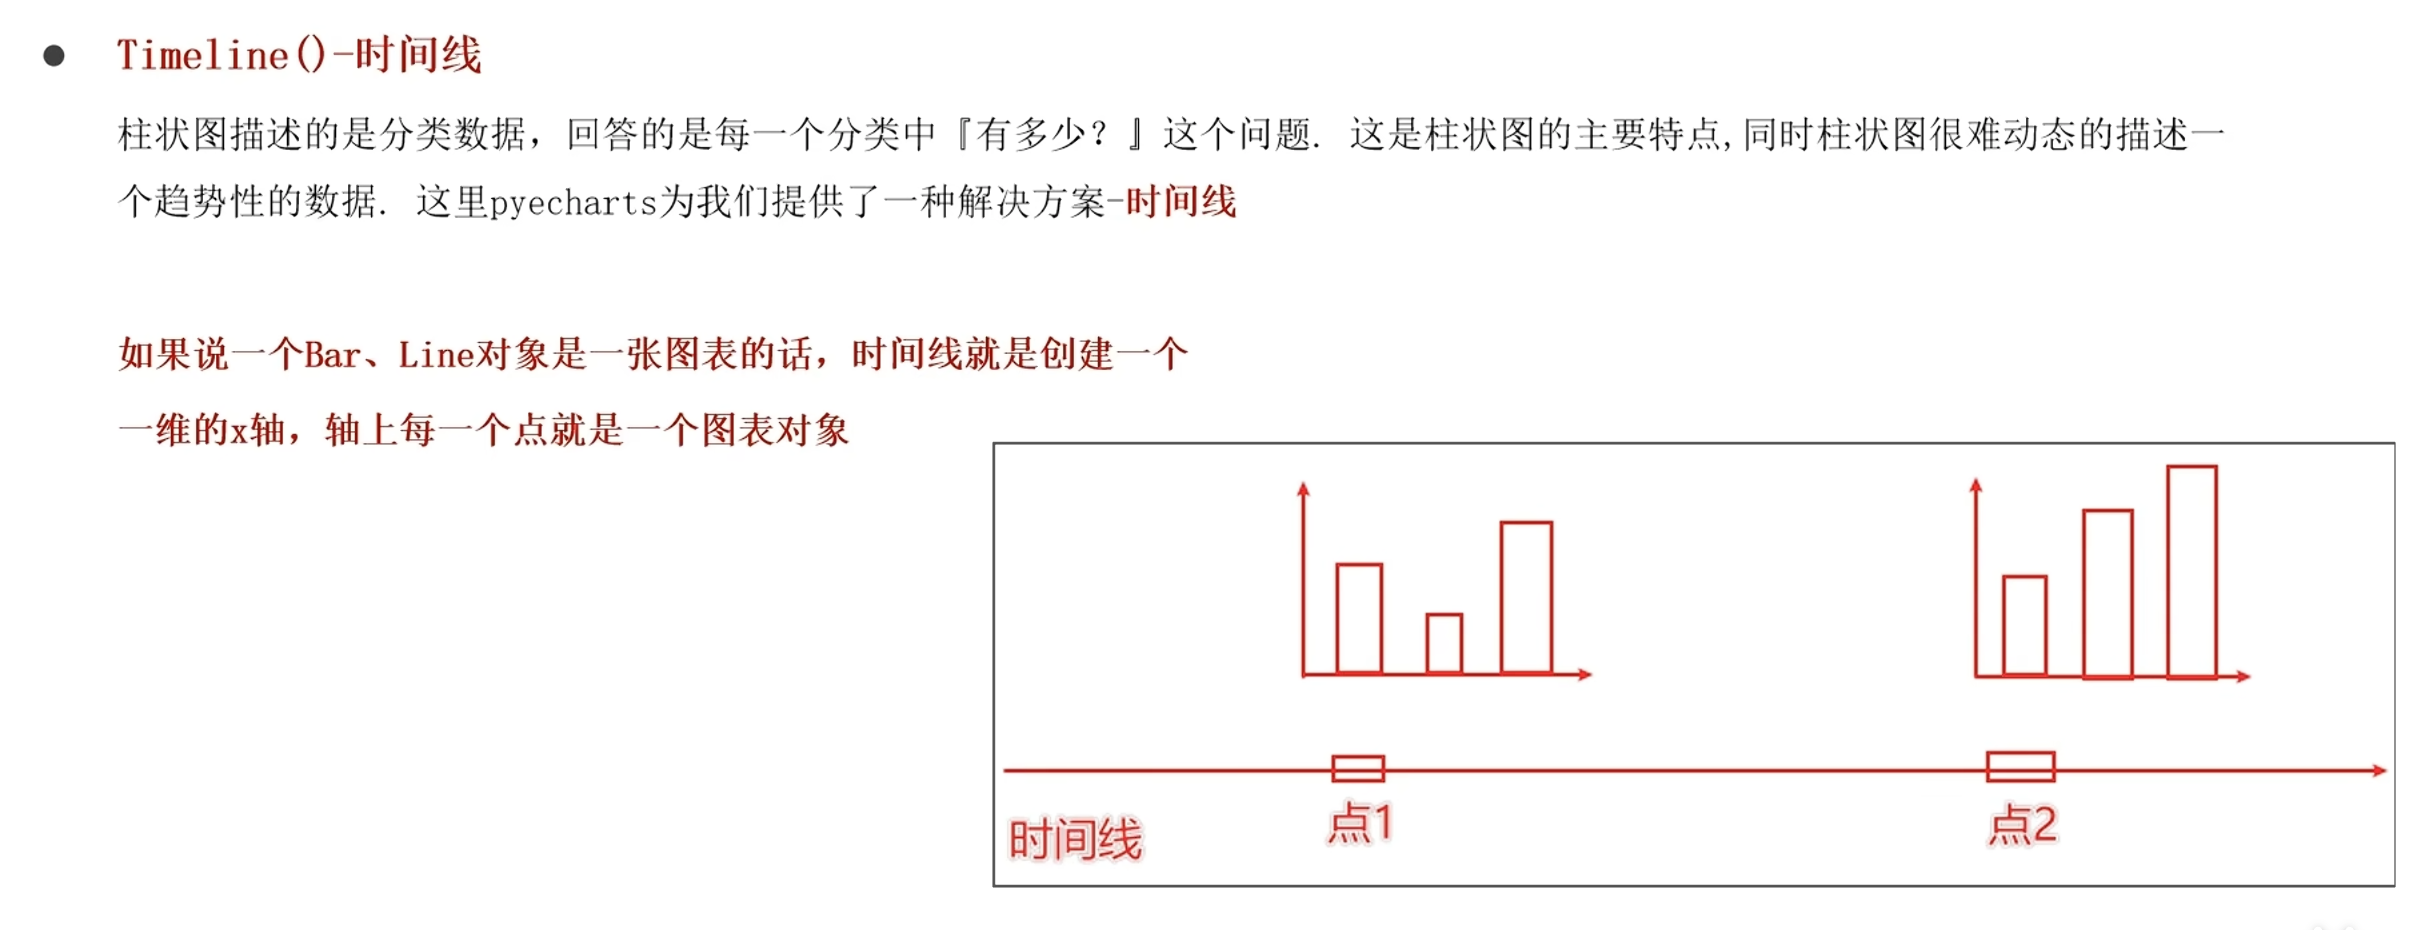 Timeline()-时间线
柱状图描述的是分类数据，回答的是每一个分类中『有多少？』这个问题. 这是柱状图的主要特点,同时柱状图很难动态的描述一
个趋势性的数据. 这里pyecharts为我们提供了一种解决方案-时间线
如果说一个Bar、Line对象是一张图表的话，时间线就是创建一个
一维的x轴，轴上每一个点就是一个图表对象
时间线
点1
点2